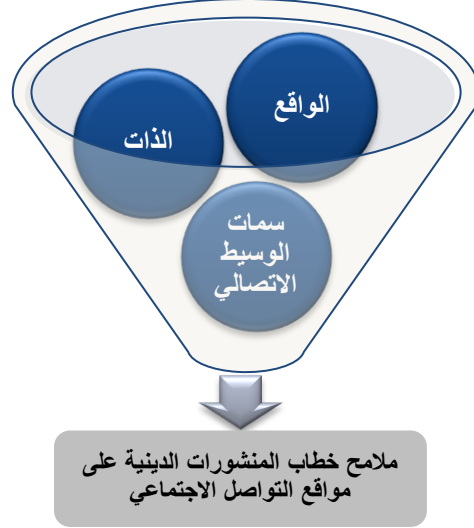 الواقع
الذات
سمات
الوسيط
الاتصالي
ملامح خطاب المنشورات الدينية على
مواقع التواصل الاجتماعي